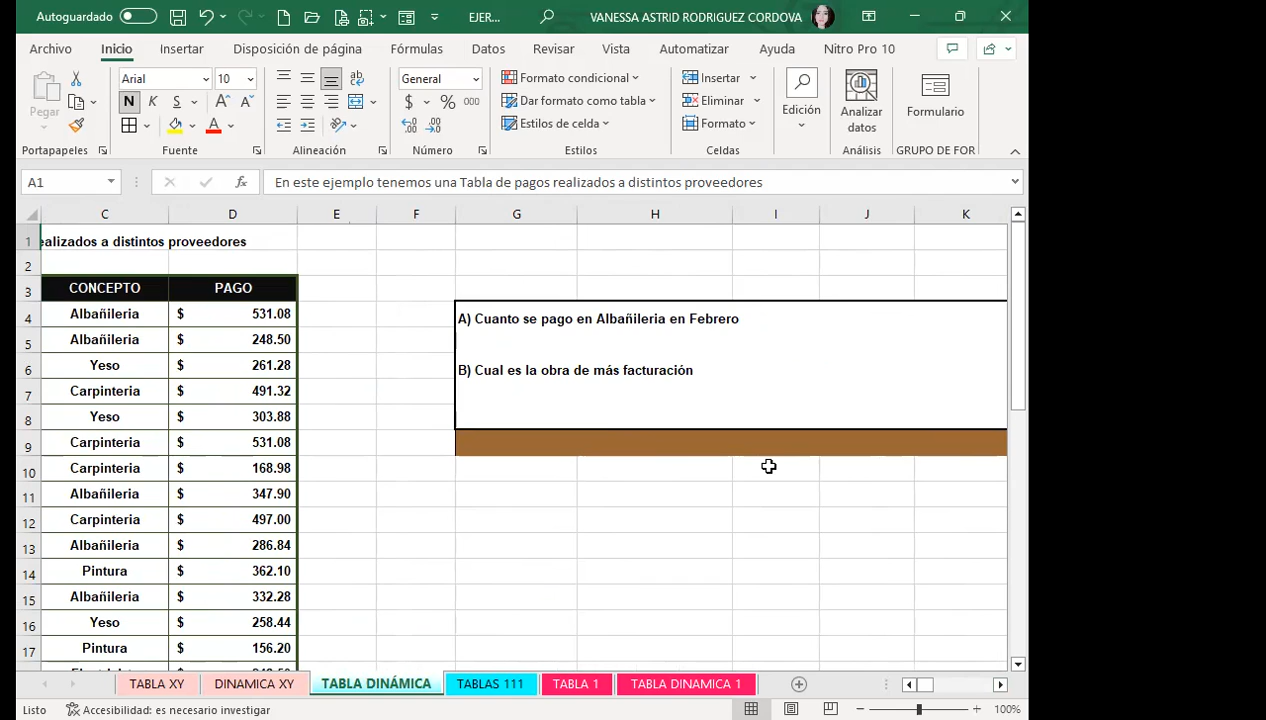 Autoguardado
EJER...
VANESSA ASTRID RODRIGUEZ CORDOVA
Archivo Inicio Insertar Disposición de página Fórmulas Datos Revisar Vista Automatizar Ayuda Nitro Pro 10
Pegar
Portapapeles
Arial 10
N K S
Fuente
ab
Alineación
General
$ % 000
Número
Formato condicional
Dar formato como tabla
Estilos de celda
Estilos
Insertar
Eliminar
Formato
Celdas
Edición
Analizar
datos
Análisis
Formulario
GRUPO DE FOR
A1 fx En este ejemplo tenemos una Tabla de pagos realizados a distintos proveedores
C D E F G H I J K
1 ealizados a distintos proveedores
2
3 CONCEPTO PAGO
4 Albañileria $ 531.08 A) Cuanto se pago en Albañileria en Febrero
5 Albañileria $ 248.50
6 Yeso $ 261.28 B) Cual es la obra de más facturación
7 Carpinteria $ 491.32
8 Yeso $ 303.88
9 Carpinteria $ 531.08
10 Carpinteria $ 168.98
11 Albañileria $ 347.90
12 Carpinteria $ 497.00
13 Albañileria $ 286.84
14 Pintura $ 362.10
15 Albañileria $ 332.28
16 Yeso $ 258.44
17 Pintura $ 156.20
TABLA XY DINAMICA XY TABLA DINÁMICA TABLAS 111 TABLA 1 TABLA DINAMICA 1
Listo Accesibilidad: es necesario investigar 100%